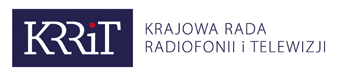 KRRiT
KRAJOWA RADA
RADIOFONII i TELEWIZJI